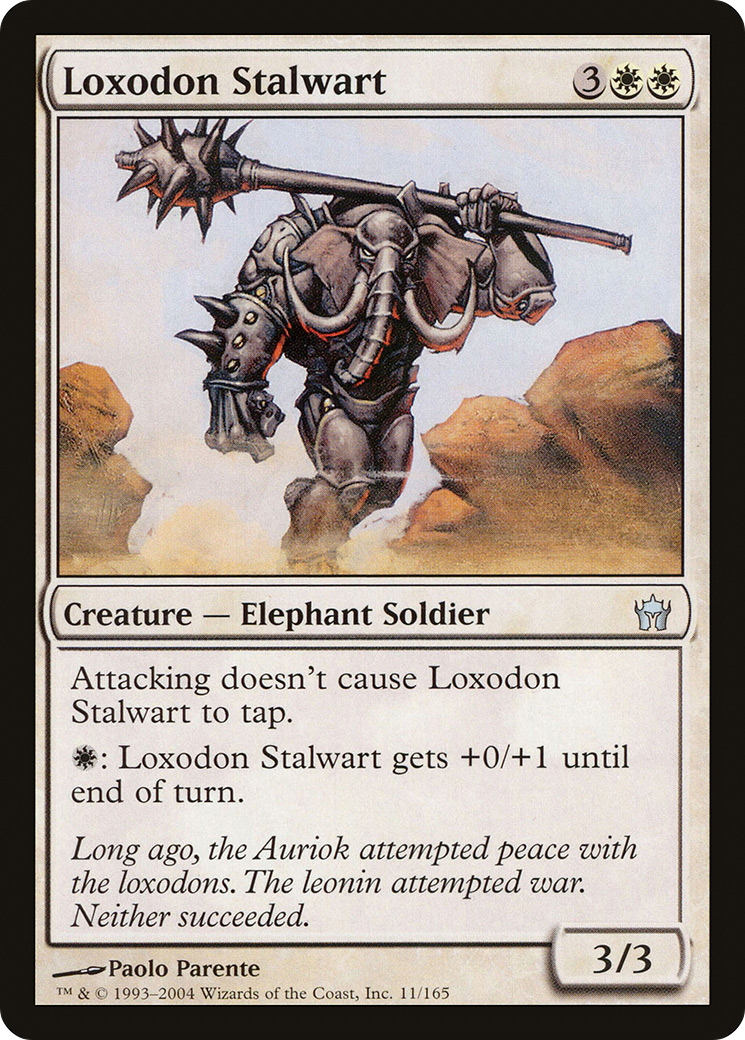 Loxodon Stalwart 3
Creature — Elephant Soldier
Attacking doesn't cause Loxodon
Stalwart to tap.
: Loxodon Stalwart gets +0/+1 until
end of turn.
Long ago, the Auriok attempted peace with
the loxodons. The leonin attempted war.
Neither succeeded.
3/3
Paolo Parente
™ & © 1993–2004 Wizards of the Coast, Inc. 11/165